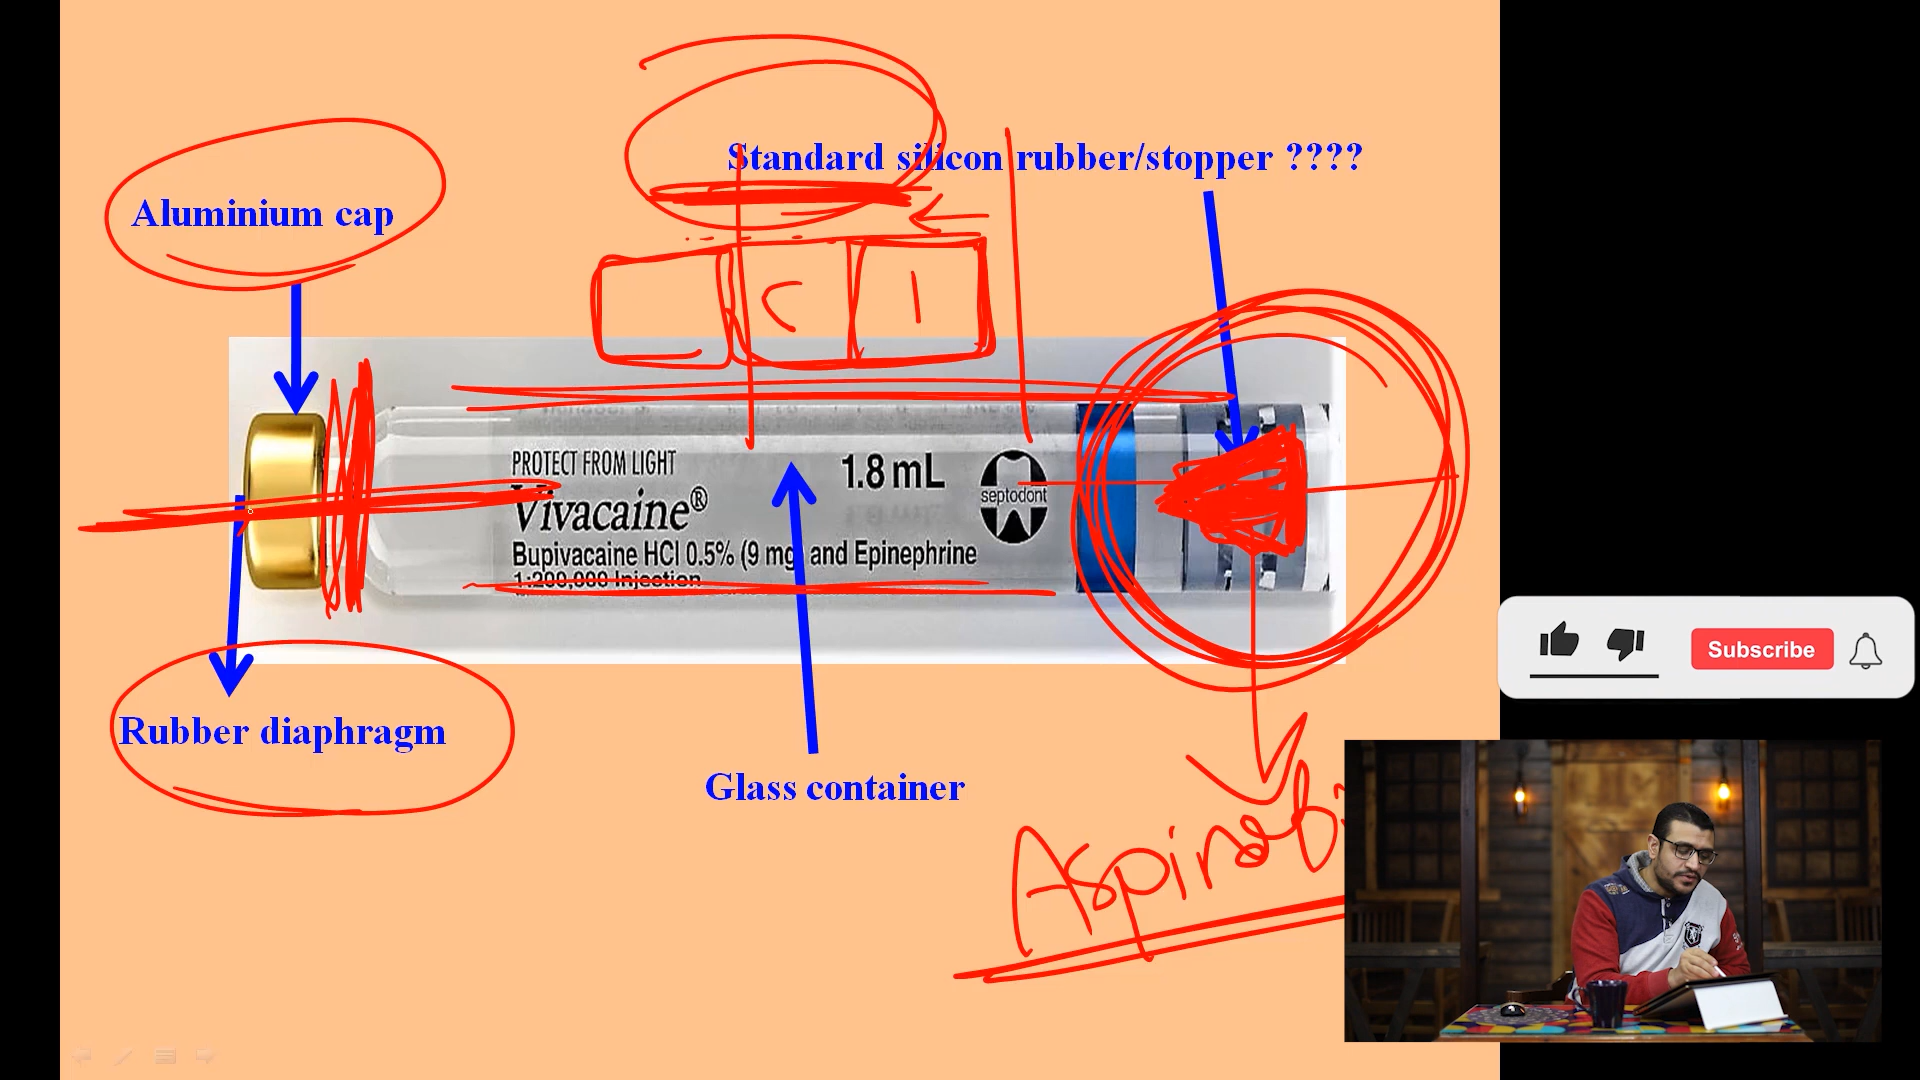 Standard silicon rubber/stopper ????
Aluminium cap
PROTECT FROM LIGHT
1.8 mL
Vivacaine®
septodont
Bupivacaine HCl 0.5% (9 mg) and Epinephrine
1:200,000 Injection
Rubber diaphragm
Glass container
Subscribe